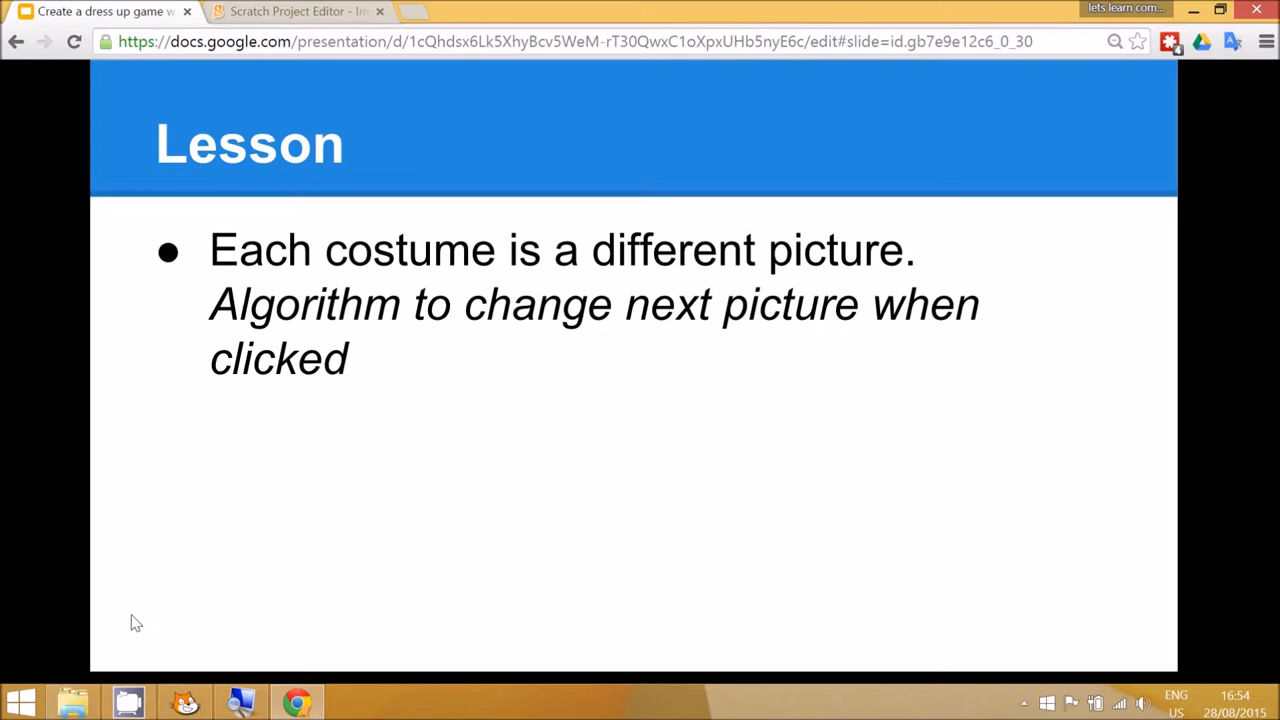 Create a dress up game w
Scratch Project Editor - Im
lets learn com...
https://docs.google.com/presentation/d/1cQhdsx6Lk5XhyBcv5WeM-rT30QwxC1oXpxUHb5nyE6c/edit#slide=id.gb7e9e12c6_0_30
4
Lesson
● Each costume is a different picture.
Algorithm to change next picture when
clicked
ENG
US
16:54
28/08/2015